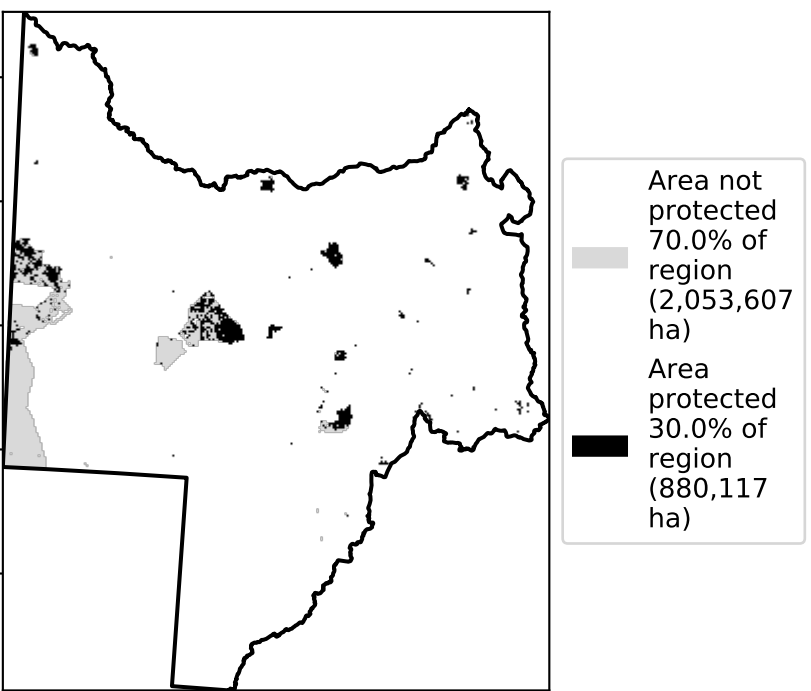 Area not
protected
70.0% of
region
(2,053,607
ha)
Area
protected
30.0% of
region
(880,117
ha)